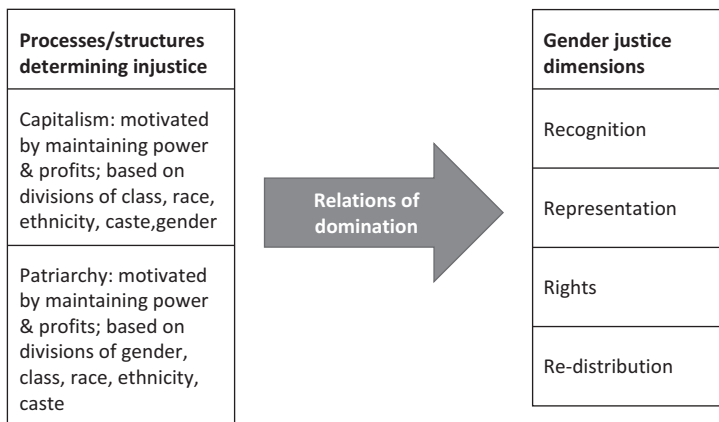 Processes/structures
determining injustice
Capitalism: motivated
by maintaining power
& profits; based on
divisions of class, race,
ethnicity, caste,gender
Patriarchy: motivated
by maintaining power
& profits; based on
divisions of gender,
class, race, ethnicity,
caste
Relations of
domination
Gender justice
dimensions
Recognition
Representation
Rights
Re-distribution